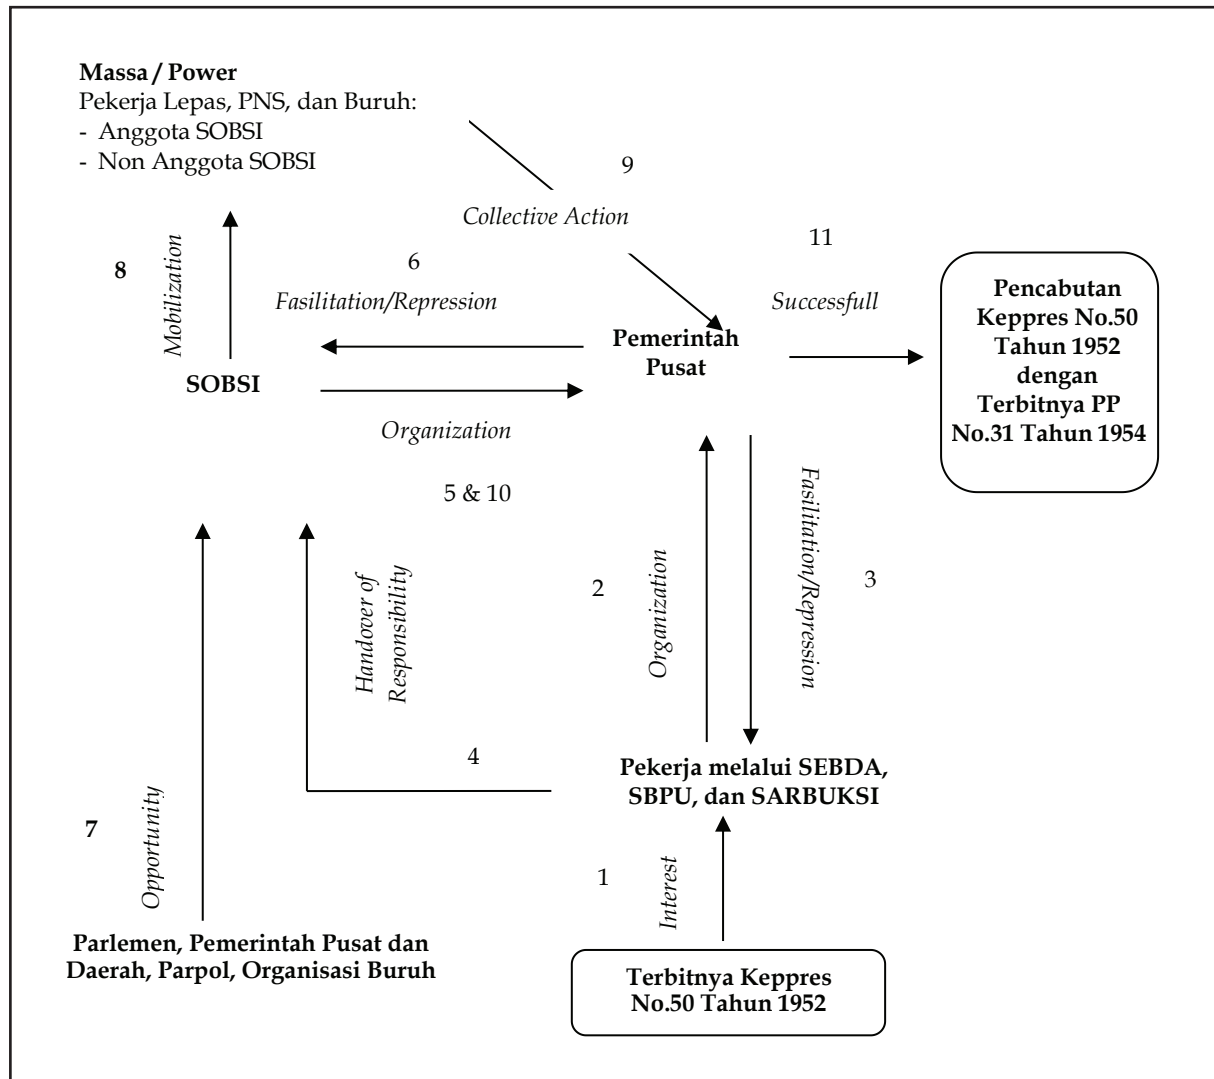 Massa / Power
Pekerja Lepas, PNS, dan Buruh:
- Anggota SOBSI
- Non Anggota SOBSI
9
Collective Action
8
Mobilization
6
Fasilitation/Repression
11
Successfull
Pencabutan
Keppres No.50
Tahun 1952
dengan
Terbitnya PP
No.31 Tahun 1954
Pemerintah
Pusat
SOBSI
Organization
5 & 10
Handover of
Responsibility
2
Organization
Fasilitation/Repression
3
4
Pekerja melalui SEBDA,
SBPU, dan SARBUKSI
7
Opportunity
1
Interest
Parlemen, Pemerintah Pusat dan
Daerah, Parpol, Organisasi Buruh
Terbitnya Keppres
No.50 Tahun 1952